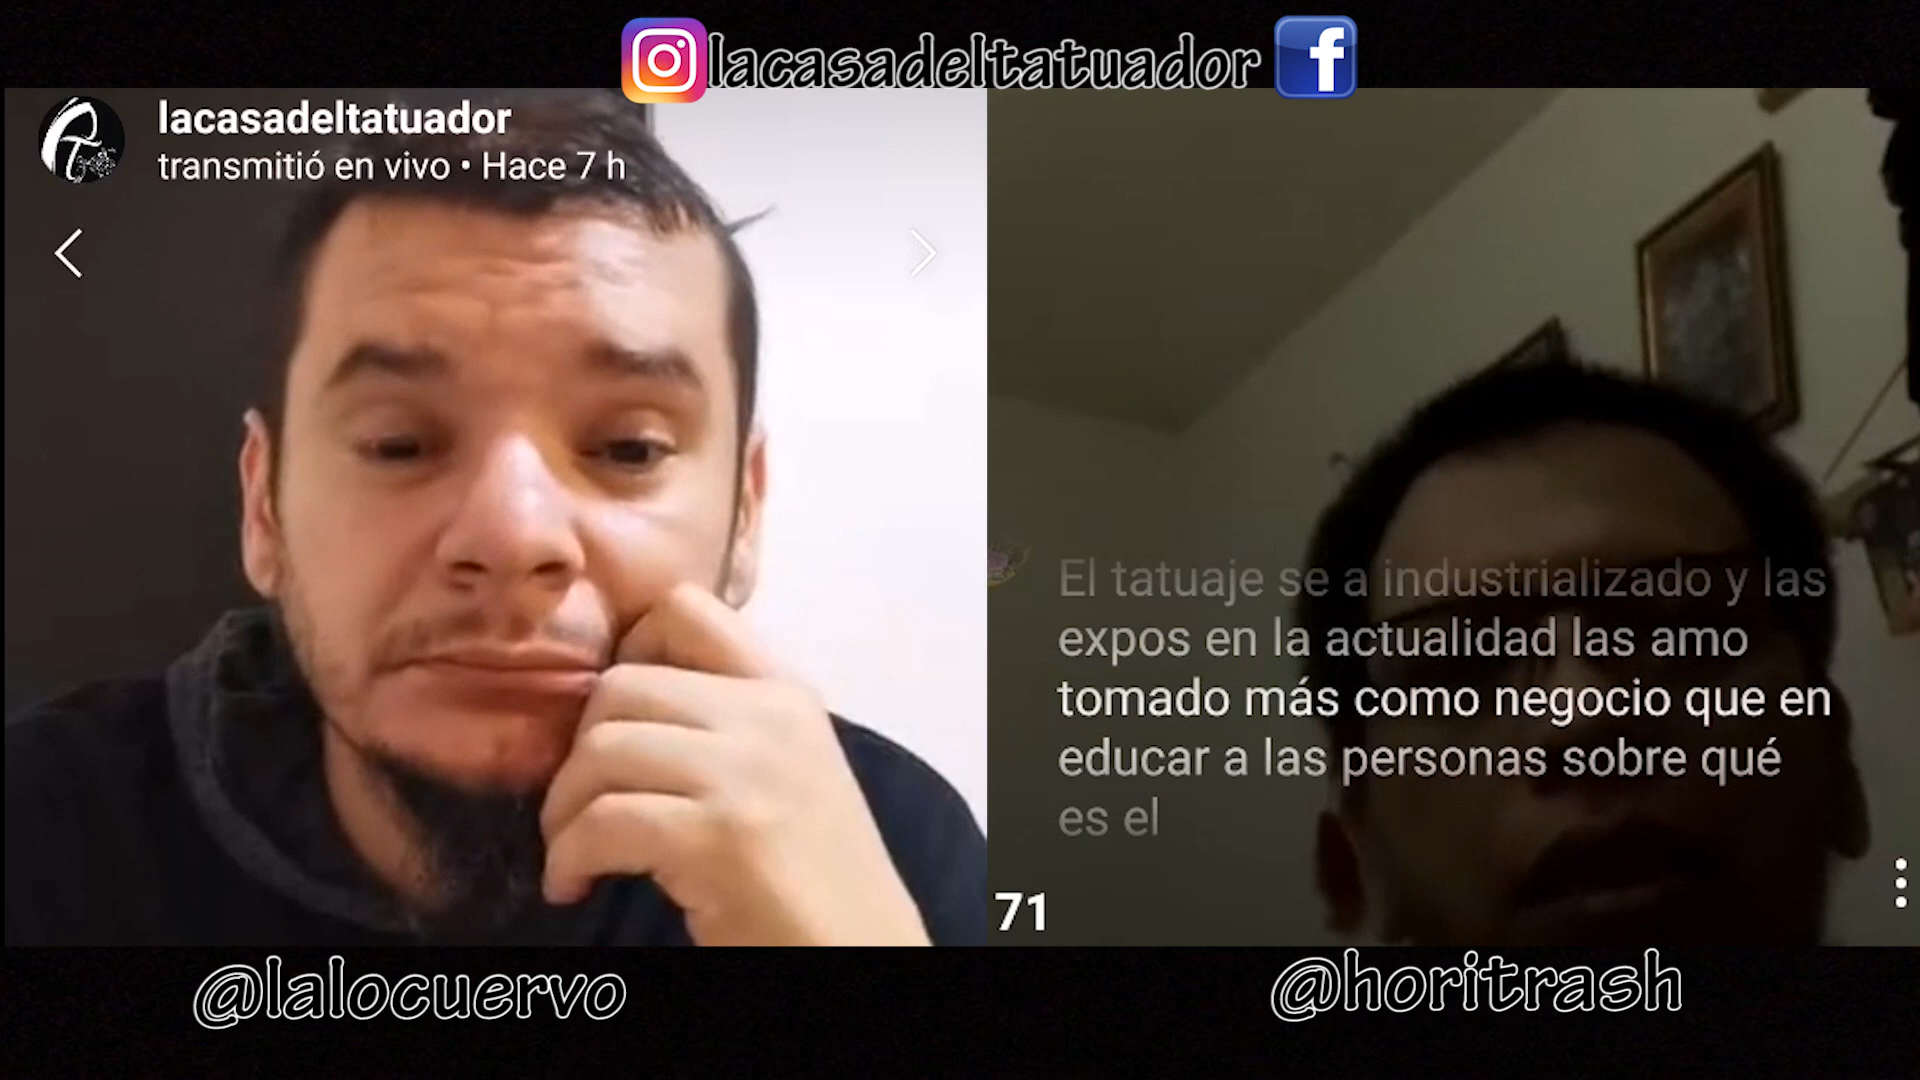 lacasadeltatuador
lacasadeltatuador
transmitió en vivo • Hace 7 h
El tatuaje se a industrializado y las
expos en la actualidad las amo
tomado más como negocio que en
educar a las personas sobre qué
es el
71
@lalocuervo
@horitrash